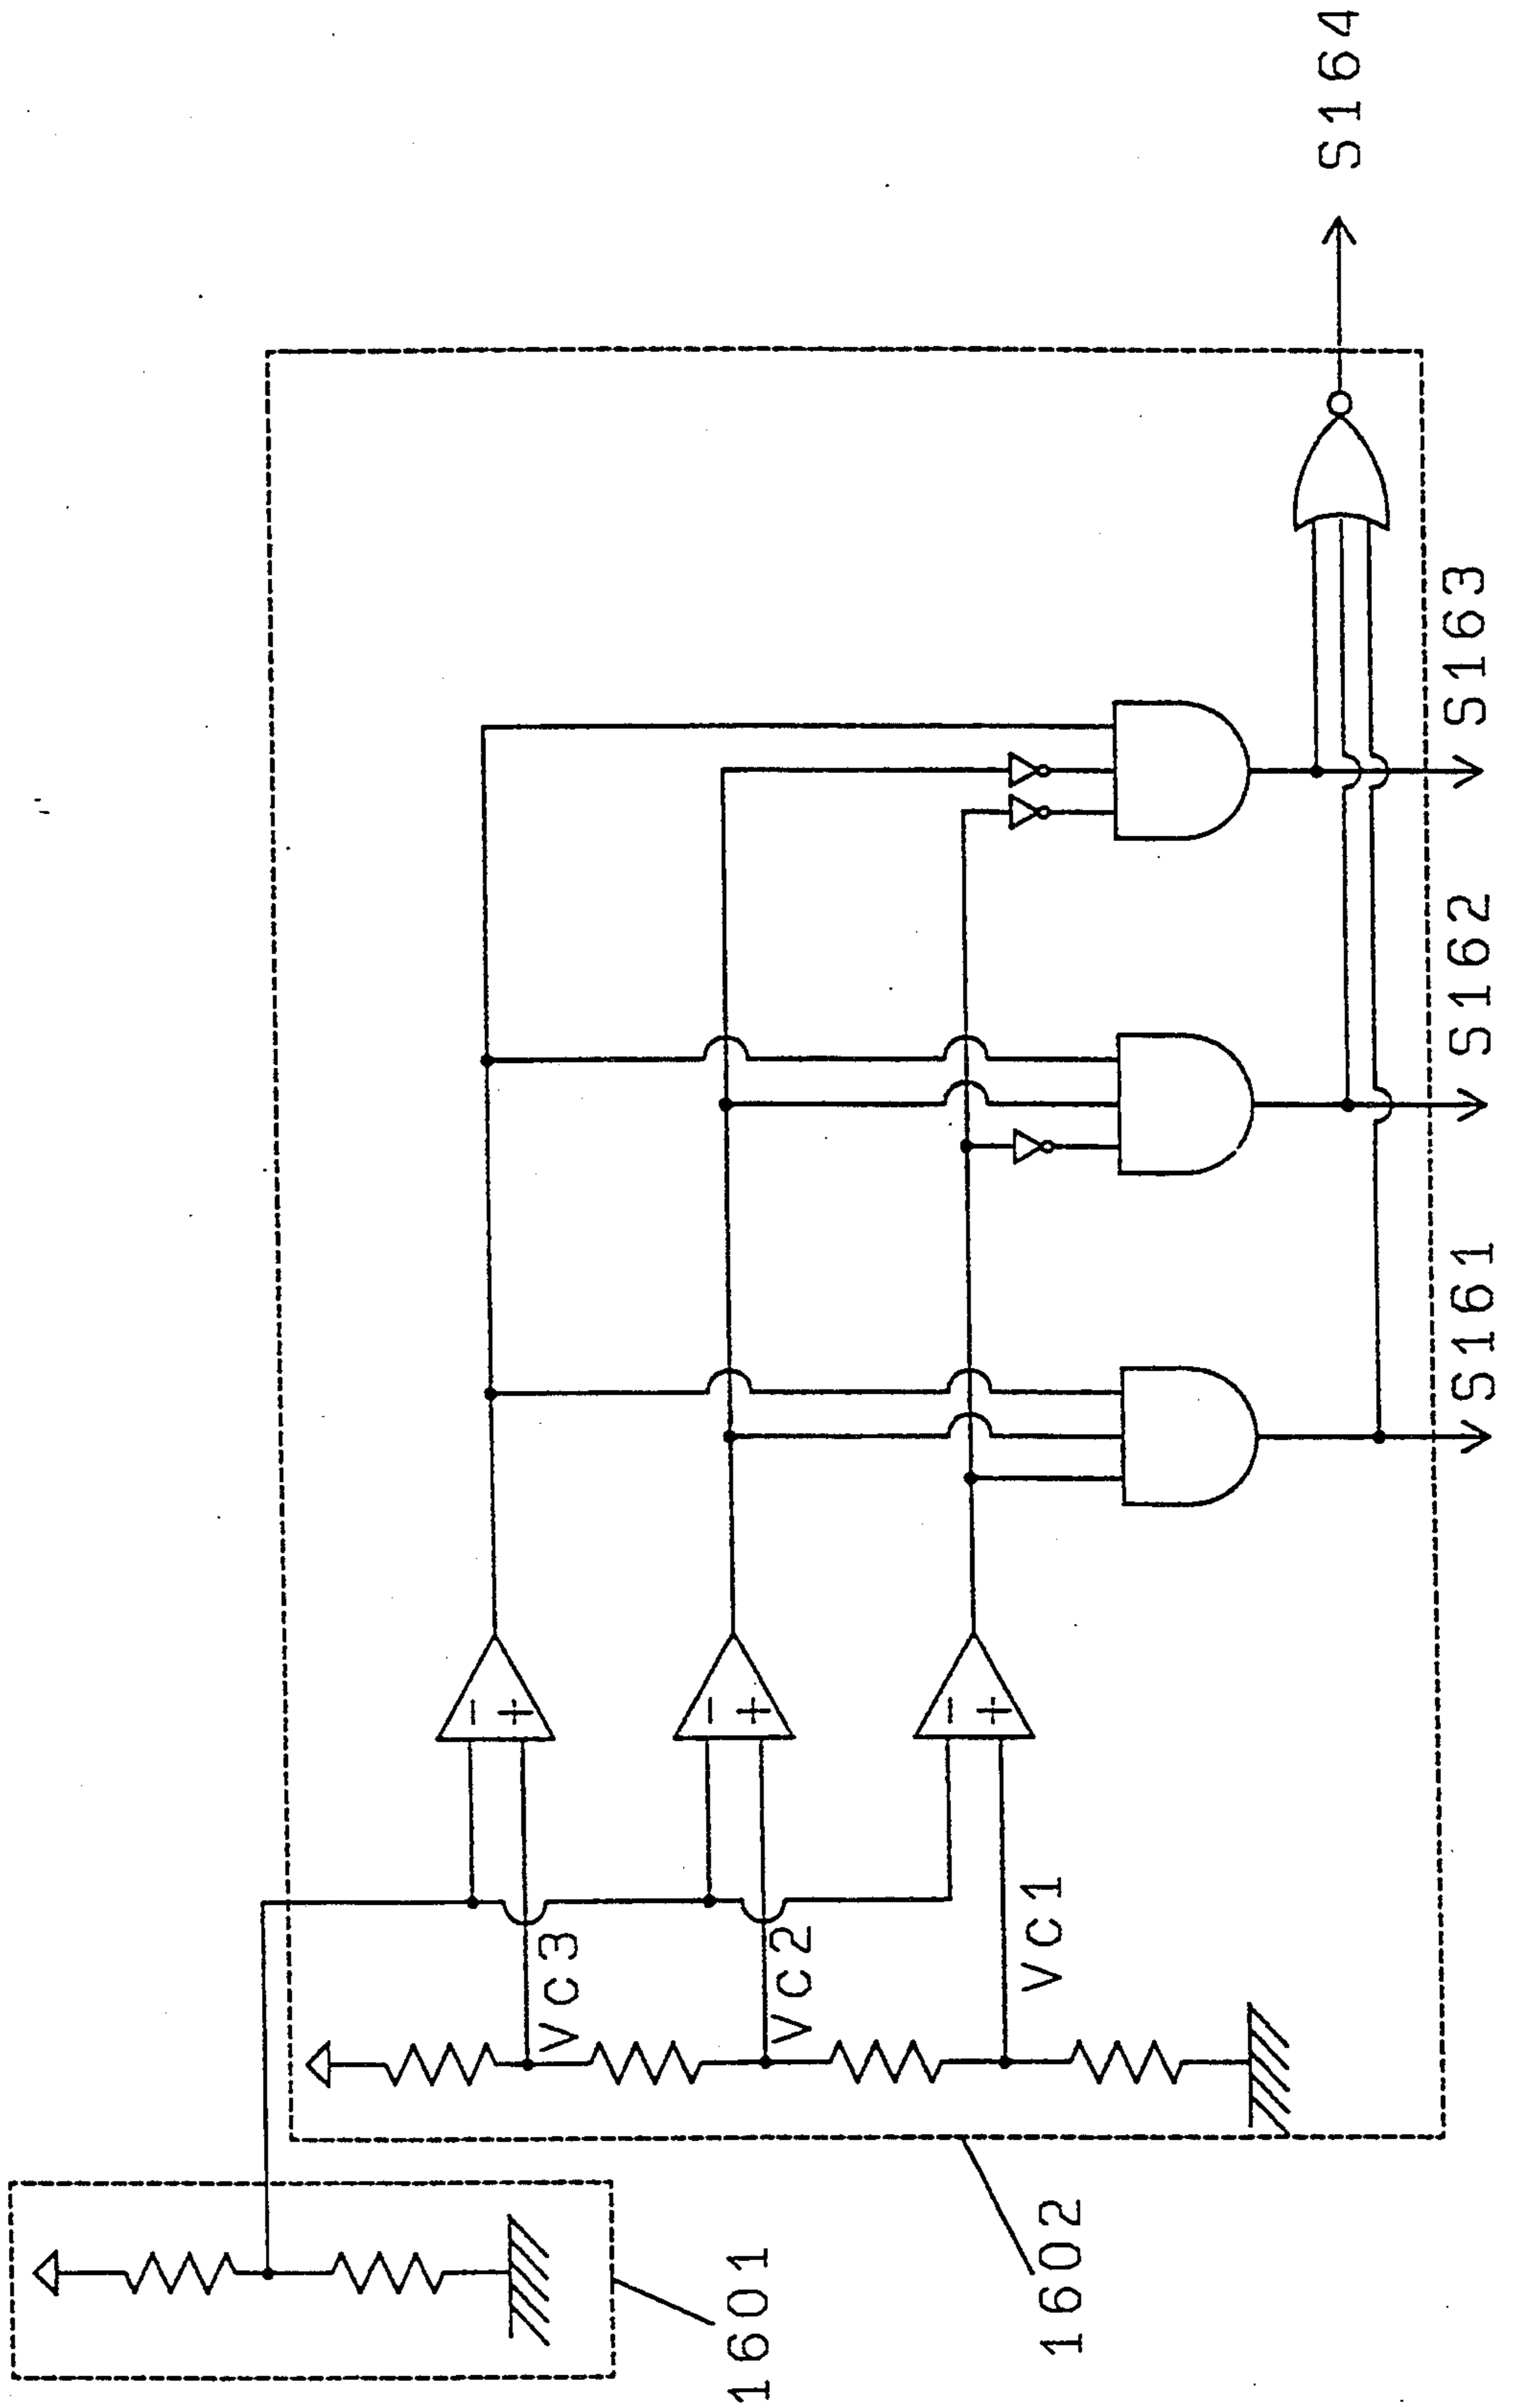 S164
S163
S162
S161
- +
- +
- +
Vc3
Vc2
Vc1
1601
1602